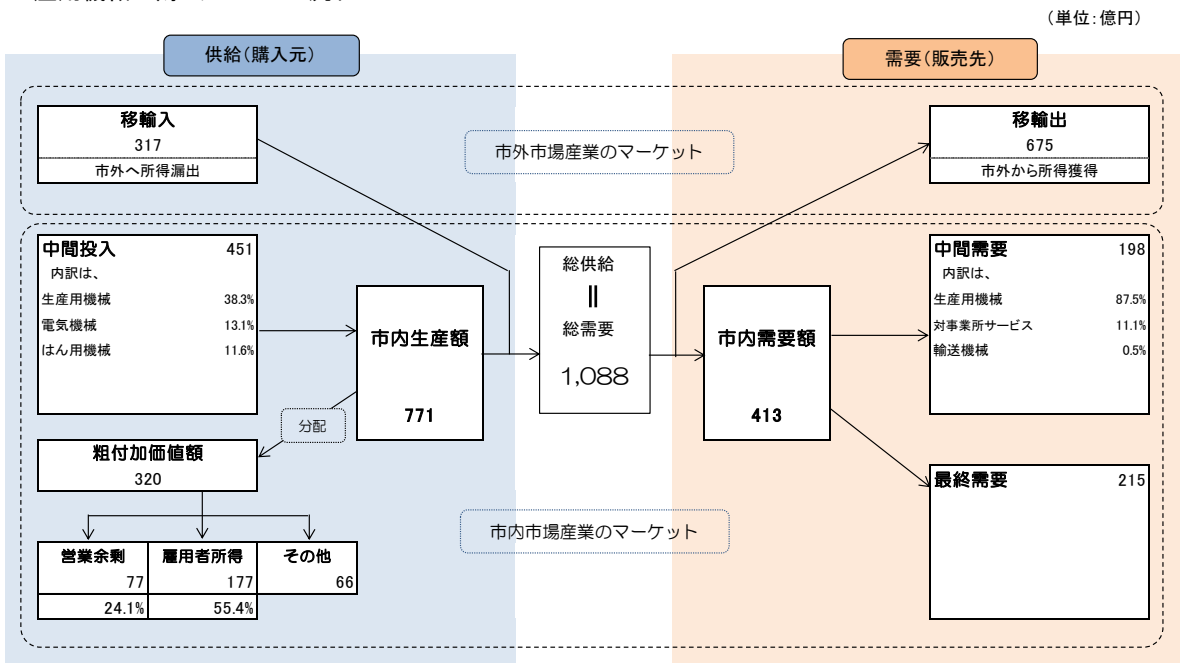 （単位：億円）
供給（購入元）
需要（販売先）
移輸入
317
市外へ所得漏出
市外市場産業のマーケット
移輸出
675
市外から所得獲得
中間投入 451
内訳は、
生産用機械 38.3%
電気機械 13.1%
はん用機械 11.6%
市内生産額
771
総供給
||
総需要
1,088
市内需要額
413
中間需要 198
内訳は、
生産用機械 87.5%
対事業所サービス 11.1%
輸送機械 0.5%
分配
粗付加価値額
320
最終需要 215
市内市場産業のマーケット
営業余剰 雇用者所得 その他
77 177 66
24.1% 55.4%